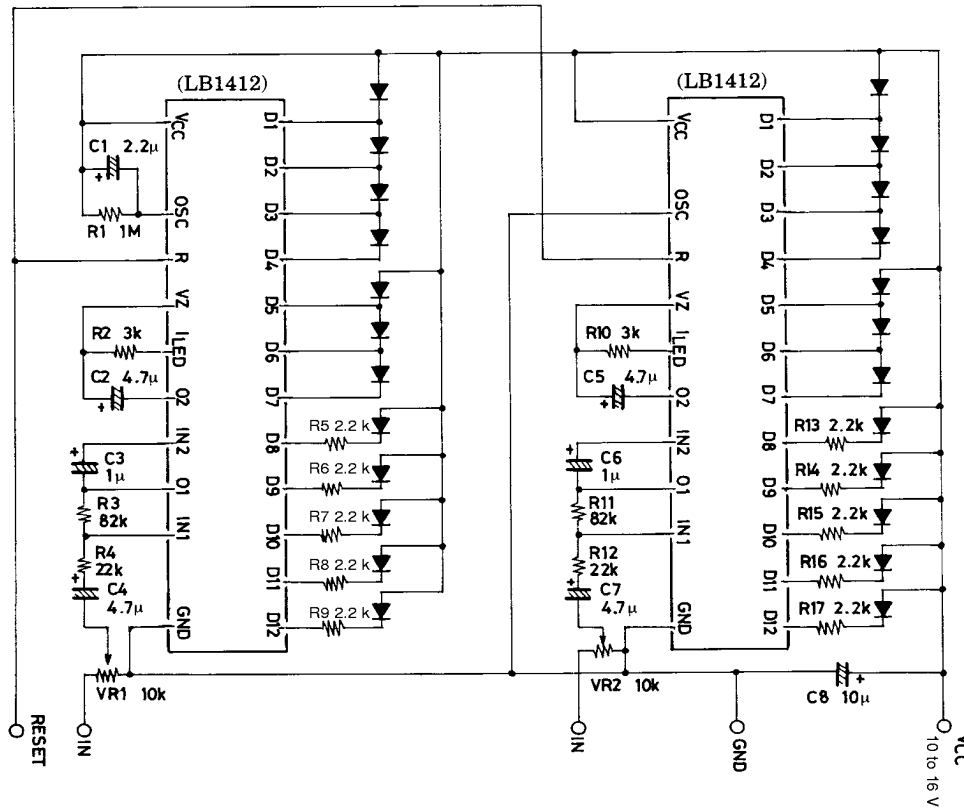 (LB1412)
VCC
OSC
R
VZ
ILED
O2
IN2
O1
IN1
GND
D1
D2
D3
D4
D5
D6
D7
D8
D9
D10
D11
D12
C1 2.2μ
+
R1 1M
R2 3k
C2 4.7μ
+
+
C3
1μ
R3
82k
R4
22k
+
C4
4.7μ
VR1 10k
R5 2.2 k
R6 2.2 k
R7 2.2 k
R8 2.2 k
R9 2.2 k
(LB1412)
VCC
OSC
R
VZ
ILED
O2
IN2
O1
IN1
GND
D1
D2
D3
D4
D5
D6
D7
D8
D9
D10
D11
D12
R10 3k
C5 4.7μ
+
+
C6
1μ
R11
82k
R12
22k
+
C7
4.7μ
VR2 10k
R13 2.2k
R14 2.2k
R15 2.2k
R16 2.2k
R17 2.2k
C8 10μ
+
RESET
IN
IN
GND
VCC
10 to 16 V